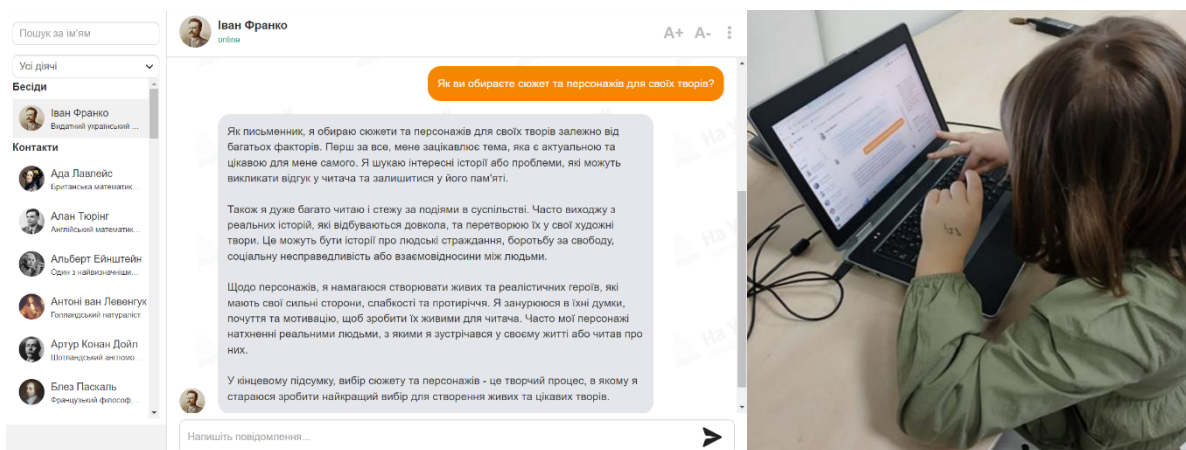 Пошук за ім'ям
Усі діячі
Бесіди
Іван Франко
Видатний український ...
Контакти
Ада Лавлейс
Британська математик...
Алан Тюрінг
Англійський математик...
Альберт Ейнштейн
Один з найвизначніши...
Антоні ван Левенгук
Голландський натураліст
Артур Конан Дойл
Шотландський англомо...
Блез Паскаль
Французький філософ,...
Іван Франко
online
A+ A-
Як ви обираєте сюжет та персонажів для своїх творів?
Як письменник, я обираю сюжети та персонажів для своїх творів залежно від
багатьох факторів. Перш за все, мене зацікавлює тема, яка є актуальною та
цікавою для мене самого. Я шукаю інтересні історії або проблеми, які можуть
викликати відгук у читача та залишитися у його пам'яті.
Також я дуже багато читаю і стежу за подіями в суспільстві. Часто виходжу з
реальних історій, які відбуваються довкола, та перетворюю їх у свої художні
твори. Це можуть бути історії про людські страждання, боротьбу за свободу,
соціальну несправедливість або взаємовідносини між людьми.
Щодо персонажів, я намагаюся створювати живих та реалістичних героїв, які
мають свої сильні сторони, слабкості та протиріччя. Я занурююся в їхні думки,
почуття та мотивацію, щоб зробити їх живими для читача. Часто мої персонажі
натхненні реальними людьми, з якими я зустрічався у своєму житті або читав про
них.
У кінцевому підсумку, вибір сюжету та персонажів - це творчий процес, в якому я
стараюся зробити найкращий вибір для створення живих та цікавих творів.
Напишіть повідомлення...